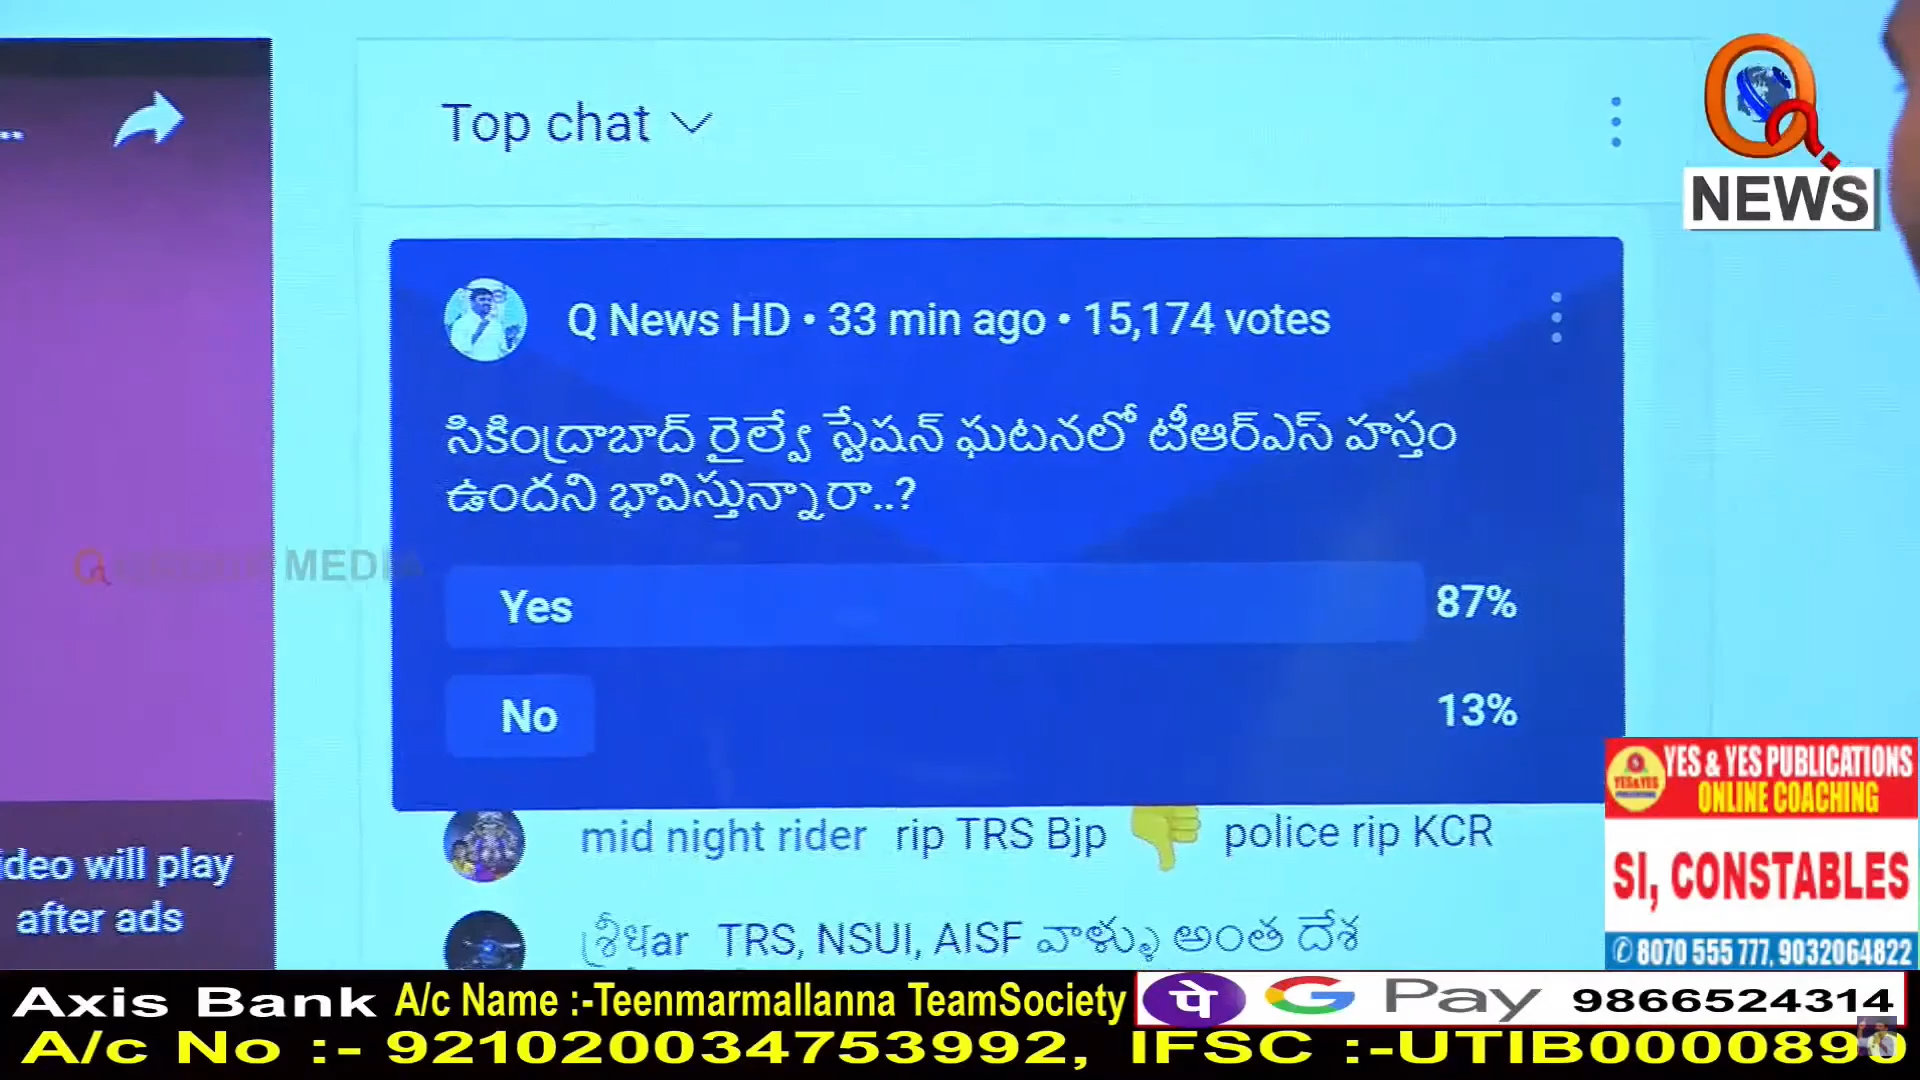 Top chat
NEWS
Q News HD • 33 min ago • 15,174 votes
సికింద్రాబాద్ రైల్వే స్టేషన్ ఘటనలో టీఆర్ఎస్ హస్తం
ఉందని భావిస్తున్నారా..?
MEDIA
Yes 87%
No 13%
YES & YES PUBLICATIONS
ONLINE COACHING
mid night rider rip TRS Bjp 👎 police rip KCR
SI, CONSTABLES
ideo will play
after ads
శ్రీధar TRS, NSUI, AISF వాళ్ళు అంత దేశ
8070 555 777, 9032064822
Axis Bank A/c Name :-Teenmarmallanna TeamSociety
पे G Pay 9866524314
A/c No :- 921020034753992, IFSC :-UTIB0000890